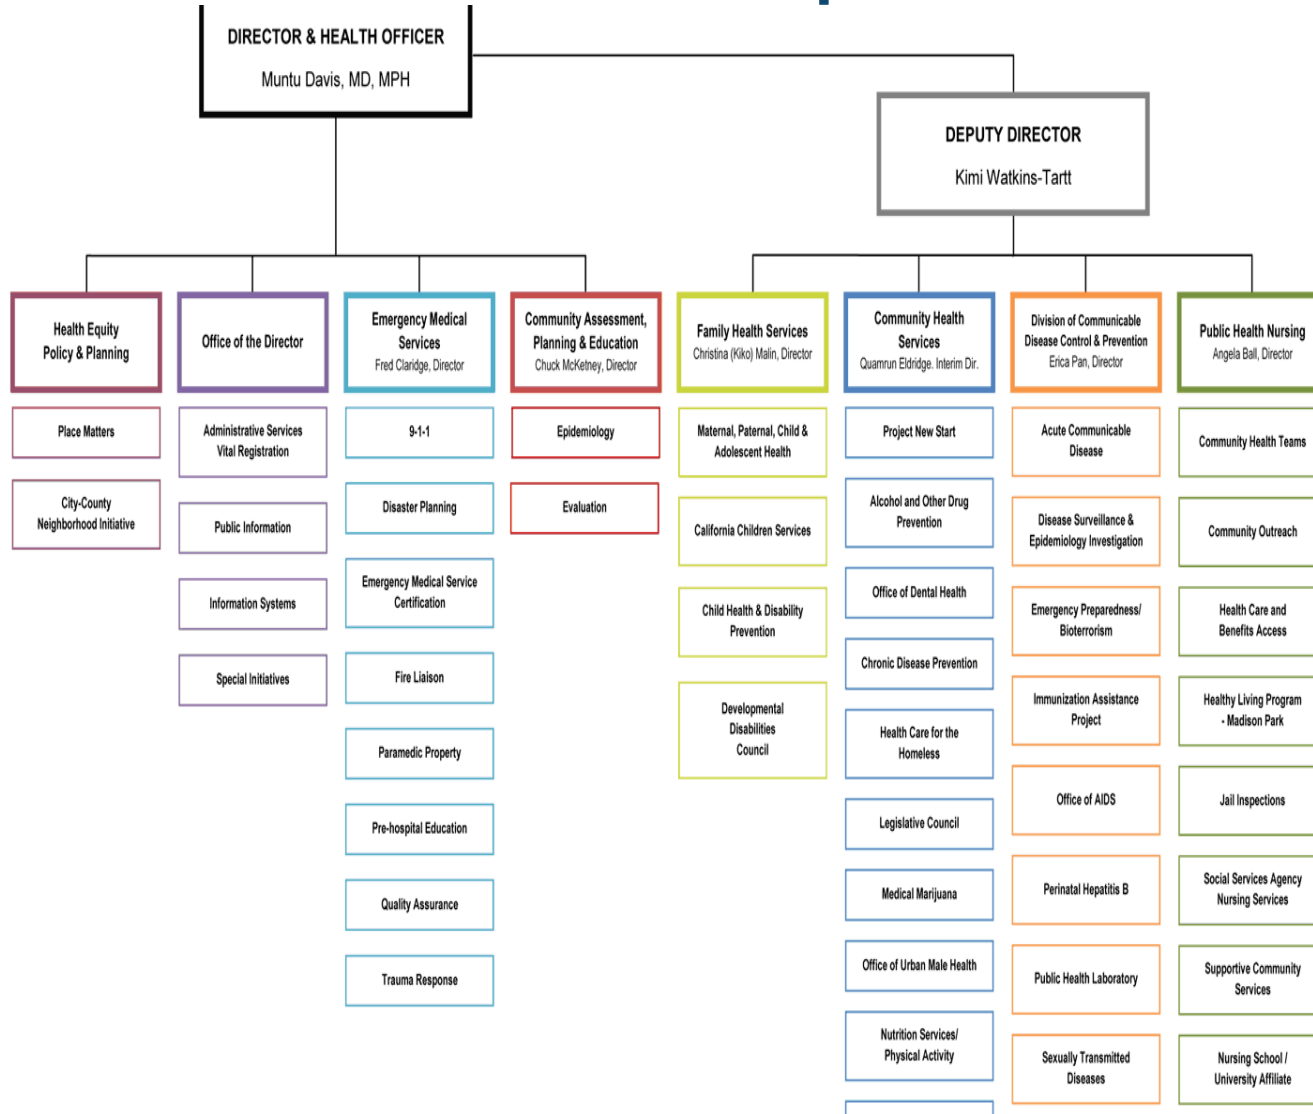 DIRECTOR & HEALTH OFFICER
Muntu Davis, MD, MPH
DEPUTY DIRECTOR
Kimi Watkins-Tartt
Health Equity
Policy & Planning
Place Matters
City-County
Neighborhood Initiative
Office of the Director
Administrative Services
Vital Registration
Public Information
Information Systems
Special Initiatives
Emergency Medical
Services
Fred Claridge, Director
9-1-1
Disaster Planning
Emergency Medical Service
Certification
Fire Liaison
Paramedic Property
Pre-hospital Education
Quality Assurance
Trauma Response
Community Assessment,
Planning & Education
Chuck McKetney, Director
Epidemiology
Evaluation
Family Health Services
Christina (Kiko) Malin, Director
Maternal, Paternal, Child &
Adolescent Health
California Children Services
Child Health & Disability
Prevention
Developmental
Disabilities
Council
Community Health
Services
Quamrun Eldridge. Interim Dir.
Project New Start
Alcohol and Other Drug
Prevention
Office of Dental Health
Chronic Disease Prevention
Health Care for the
Homeless
Legislative Council
Medical Marijuana
Office of Urban Male Health
Nutrition Services/
Physical Activity
Division of Communicable
Disease Control & Prevention
Erica Pan, Director
Acute Communicable
Disease
Disease Surveillance &
Epidemiology Investigation
Emergency Preparedness/
Bioterrorism
Immunization Assistance
Project
Office of AIDS
Perinatal Hepatitis B
Public Health Laboratory
Sexually Transmitted
Diseases
Public Health Nursing
Angela Ball, Director
Community Health Teams
Community Outreach
Health Care and
Benefits Access
Healthy Living Program
- Madison Park
Jail Inspections
Social Services Agency
Nursing Services
Supportive Community
Services
Nursing School /
University Affiliate